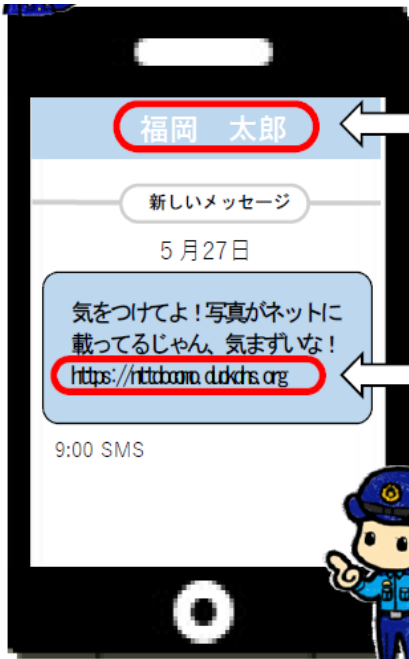 福岡　太郎
新しいメッセージ
5月27日
気をつけてよ！写真がネットに
載ってるじゃん、気まずいな！
9:00 SMS